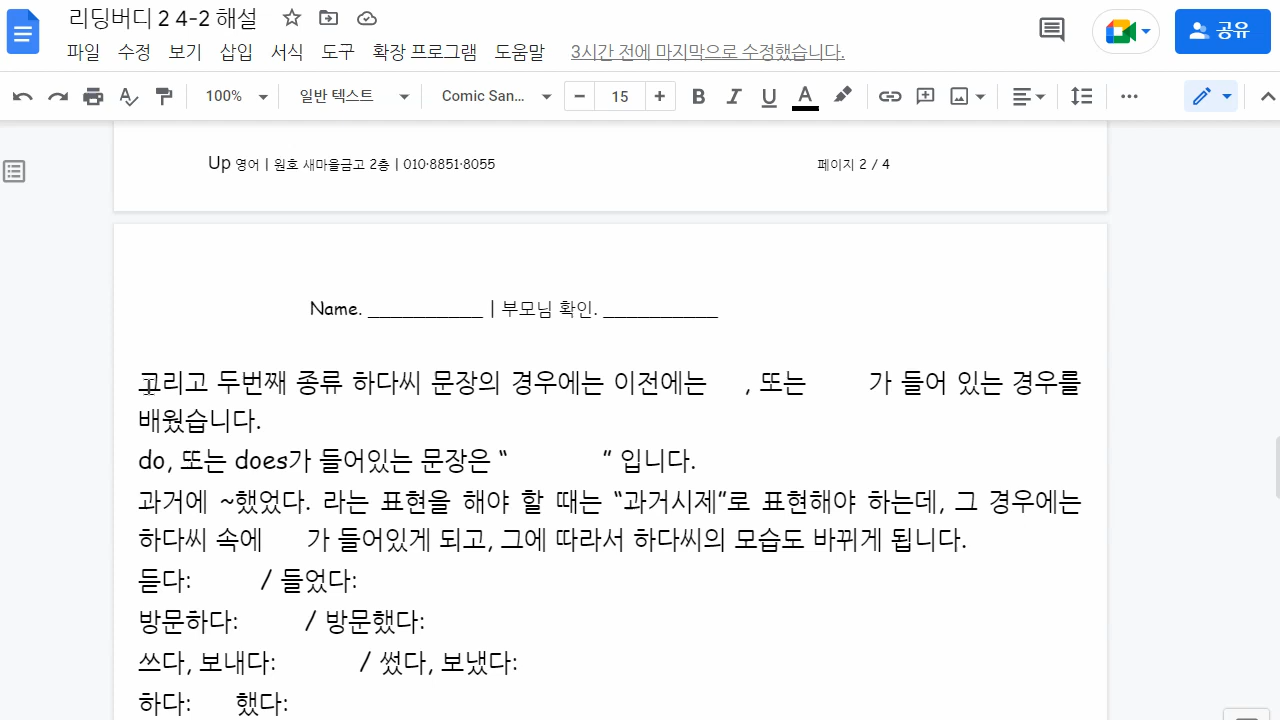 리딩버디 2 4-2 해설
파일 수정 보기 삽입 서식 도구 확장 프로그램 도움말 3시간 전에 마지막으로 수정했습니다.
공유
100% 일반 텍스트 Comic San... 15 B I U A
Up 영어 | 원호 새마을금고 2층 | 010·8851·8055 페이지 2 / 4
Name. ___________ | 부모님 확인. ___________
그리고 두번째 종류 하다씨 문장의 경우에는 이전에는 , 또는 가 들어 있는 경우를
배웠습니다.
do, 또는 does가 들어있는 문장은 “ ” 입니다.
과거에 ~했었다. 라는 표현을 해야 할 때는 “과거시제”로 표현해야 하는데, 그 경우에는
하다씨 속에 가 들어있게 되고, 그에 따라서 하다씨의 모습도 바뀌게 됩니다.
듣다: / 들었다:
방문하다: / 방문했다:
쓰다, 보내다: / 썼다, 보냈다:
하다: 했다: